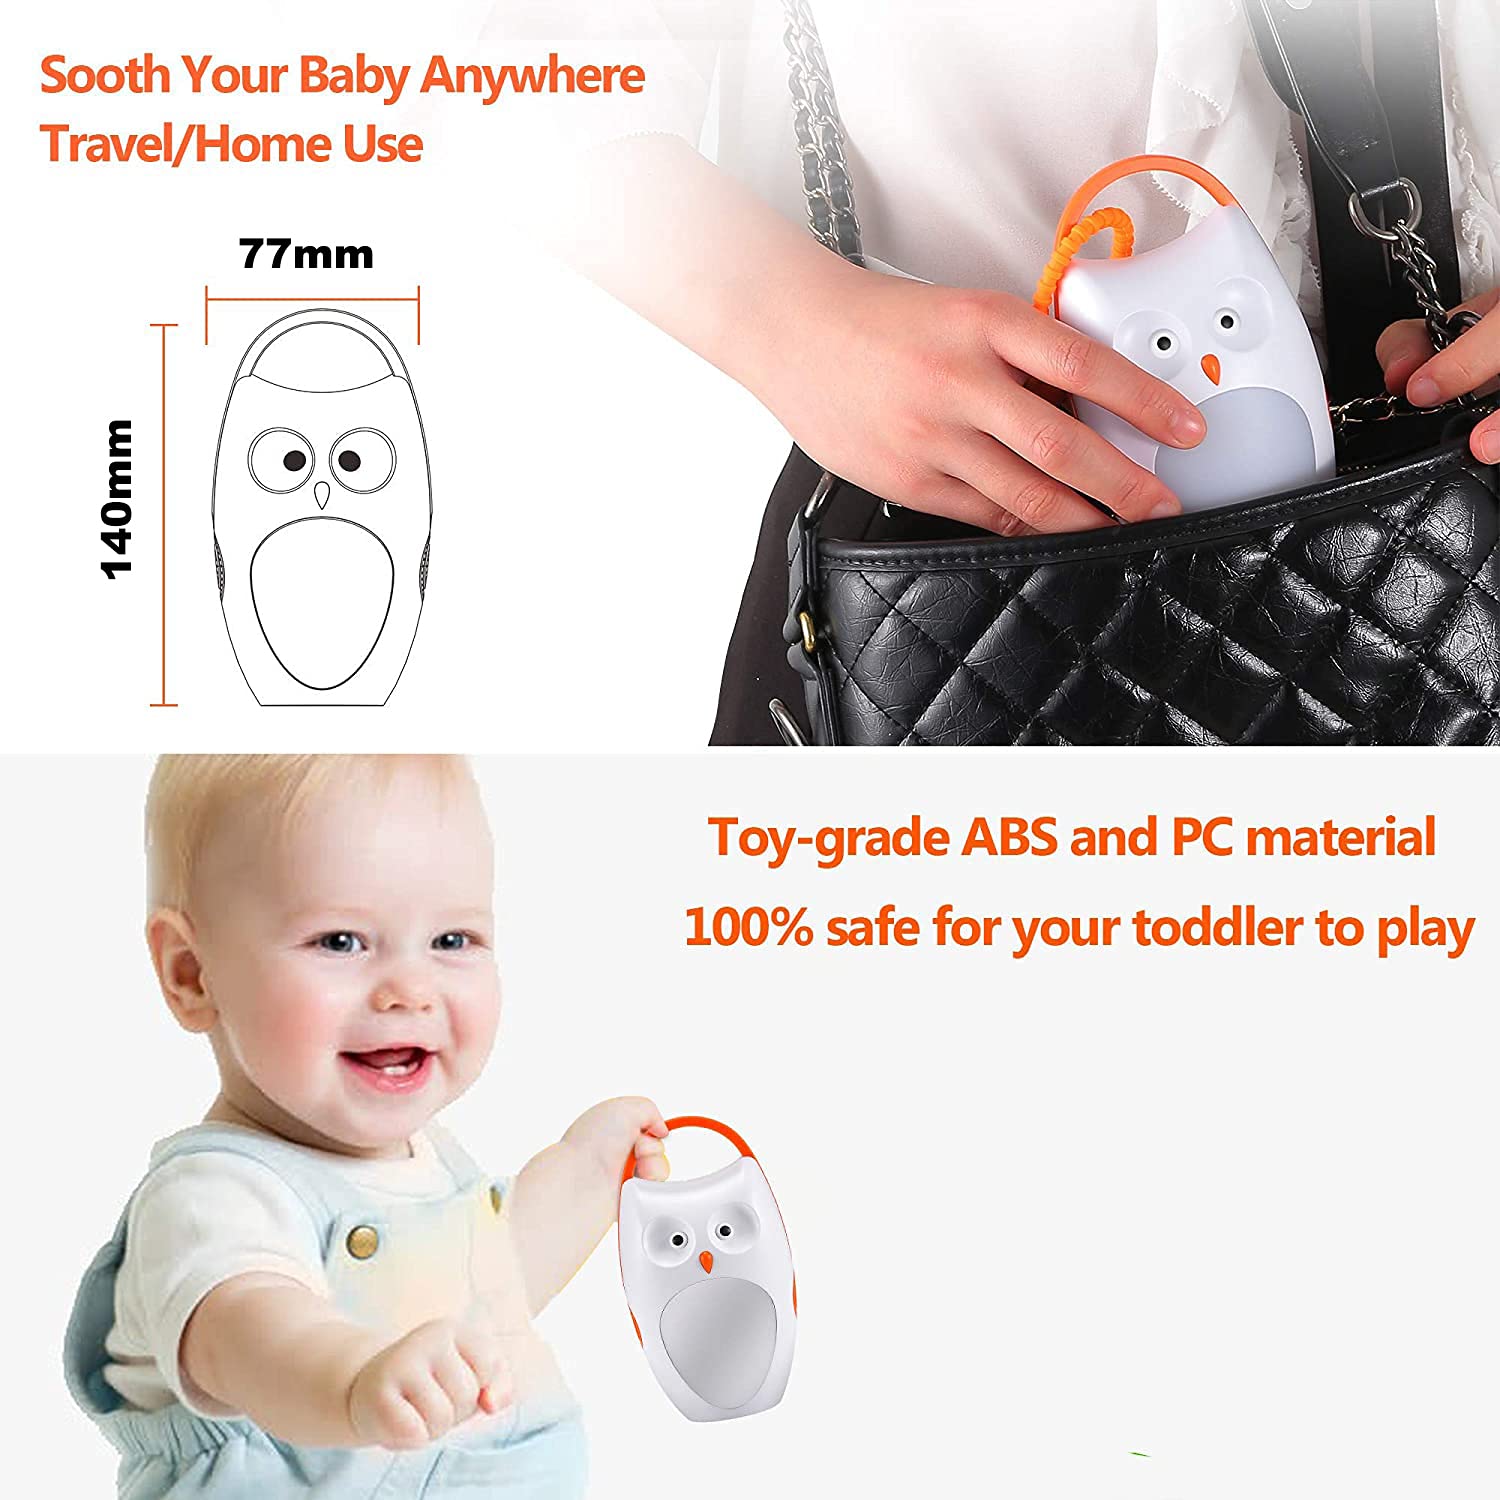 Sooth Your Baby Anywhere
Travel/Home Use
77mm
140mm
Toy-grade ABS and PC material
100% safe for your toddler to play